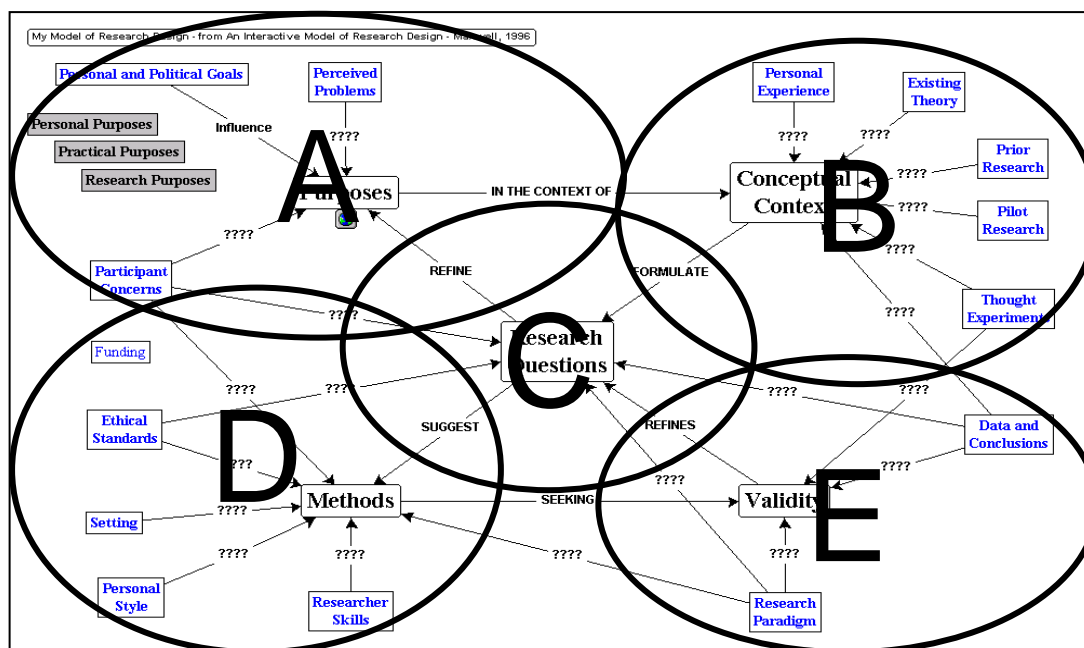 My Model of Research Design - from An Interactive Model of Research Design - Maxwell, 1996
Personal and Political Goals
Perceived
Problems
Personal
Experience
Existing
Theory
Influence
????
????
????
Personal Purposes
Practical Purposes
Research Purposes
A
Purposes
IN THE CONTEXT OF
Conceptual
Context
B
????
Prior
Research
????
Pilot
Research
????
????
Participant
Concerns
REFINE
FORMULATE
Thought
Experiments
????
????
C
Research
Questions
Funding
????
????
????
????
Ethical
Standards
D
SUGGEST
REFINES
Data and
Conclusions
????
????
????
Methods
SEEKING
Validity
E
Setting
????
????
????
????
????
Personal
Style
Researcher
Skills
Research
Paradigm